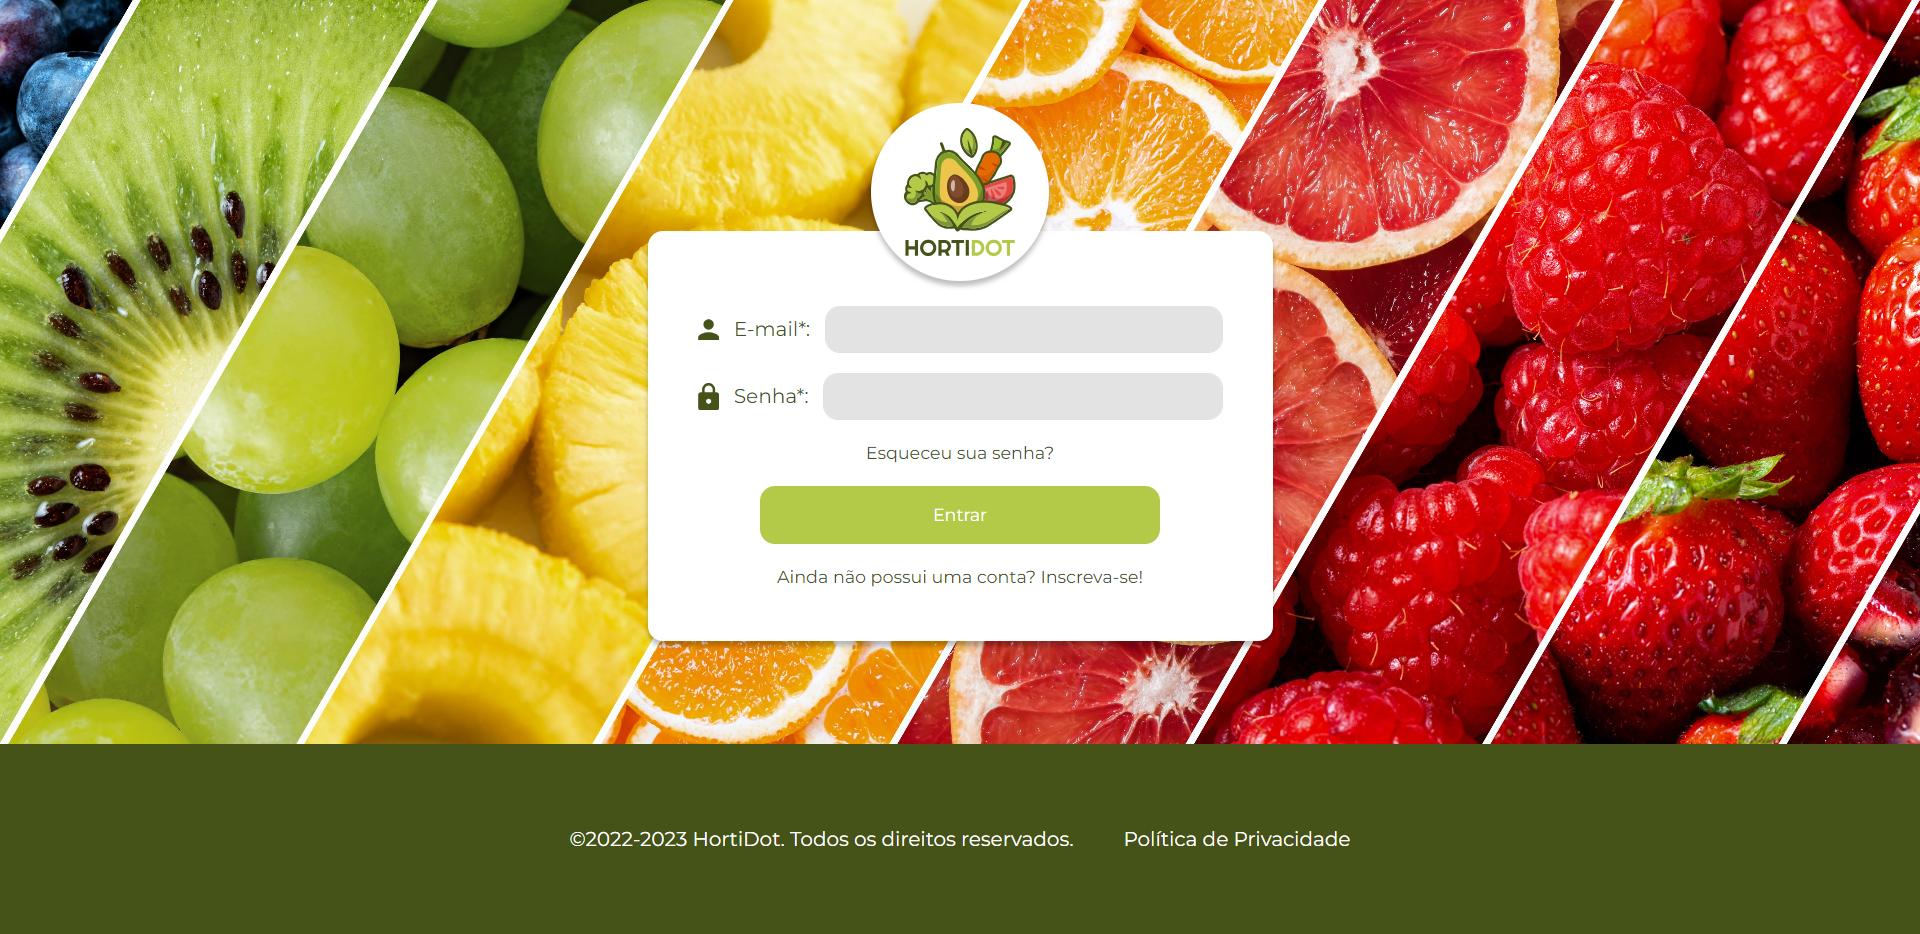 HORTIDOT
E-mail*:
Senha*:
Esqueceu sua senha?
Entrar
Ainda não possui uma conta? Inscreva-se!
©2022-2023 HortiDot. Todos os direitos reservados. Política de Privacidade